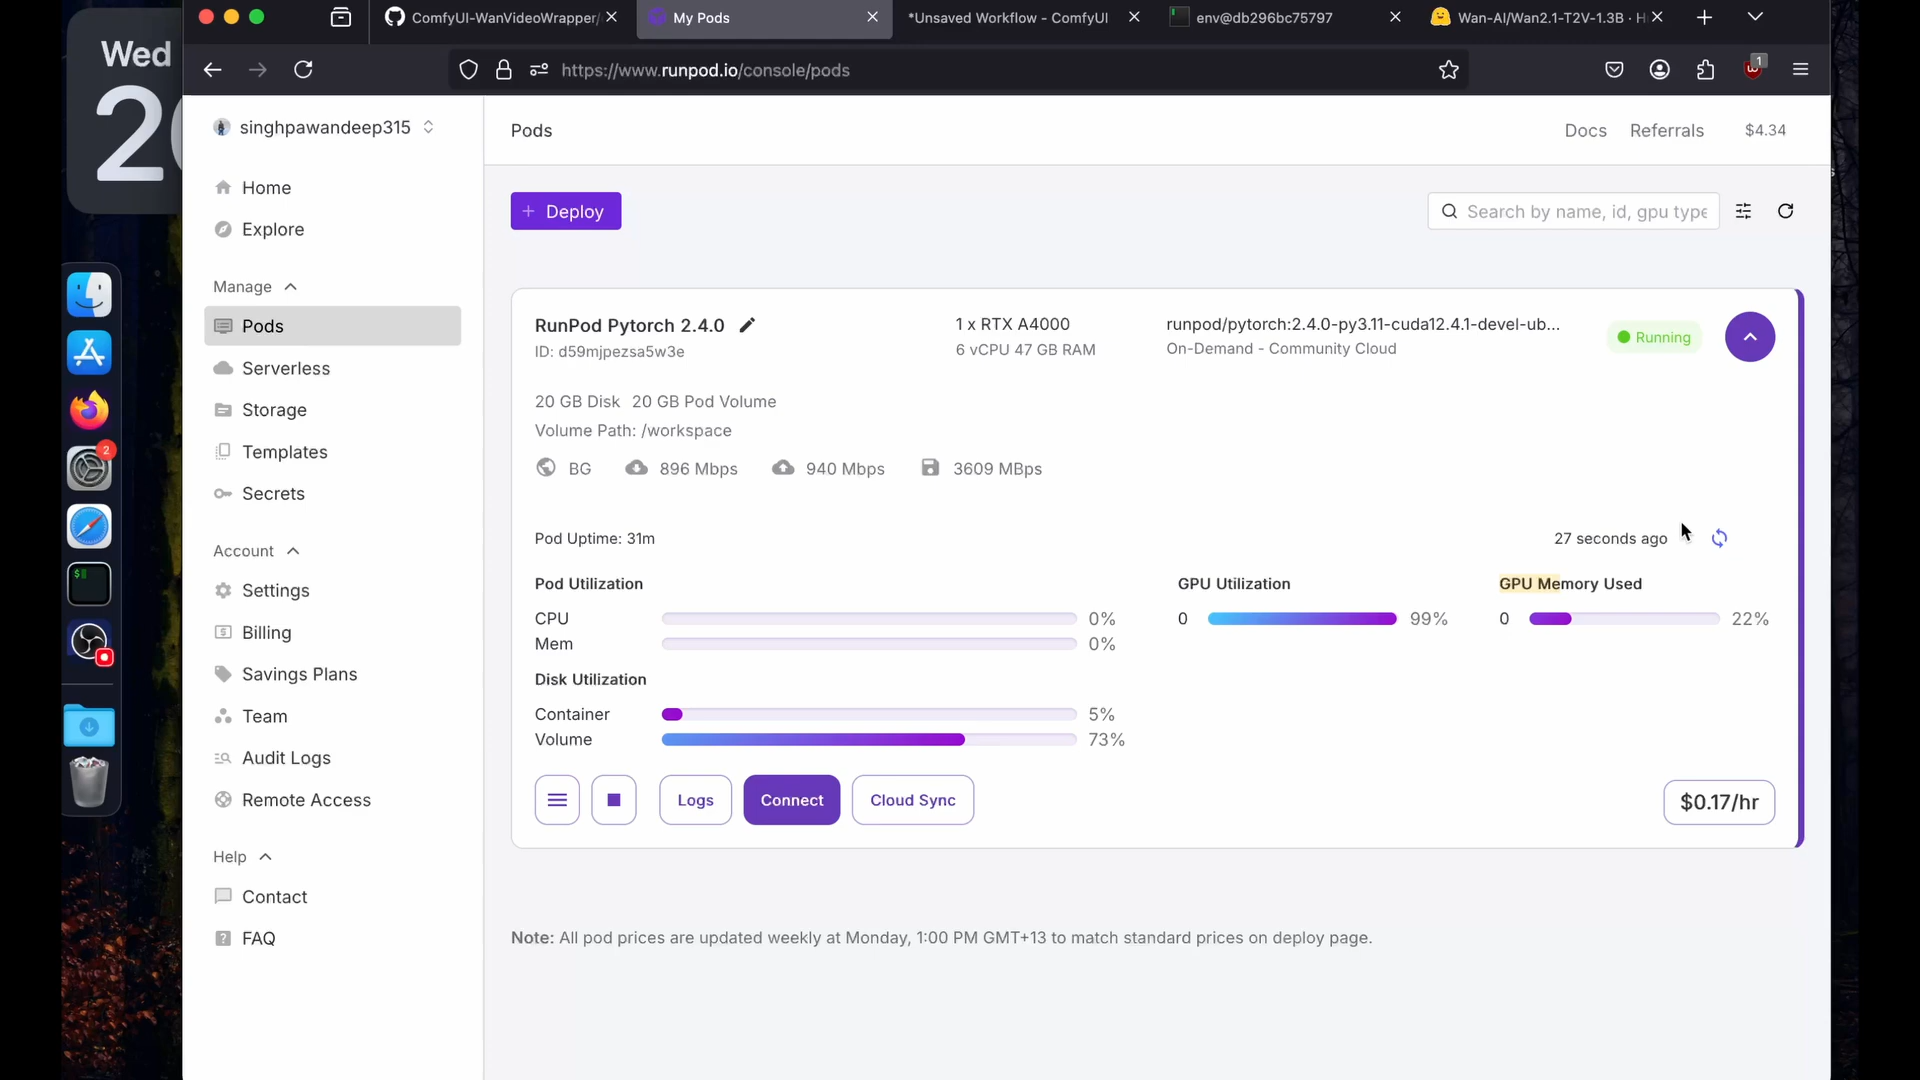 Wed
ComfyUI-WanVideoWrapper/
My Pods
*Unsaved Workflow - ComfyUI
env@db296bc75797
Wan-AI/Wan2.1-T2V-1.3B · H
https://www.runpod.io/console/pods
1
singhpawandeep315
Pods
Docs
Referrals
$4.34
Home
Explore
+ Deploy
Search by name, id, gpu type
Manage
Pods
Serverless
Storage
Templates
Secrets
Account
Settings
Billing
Savings Plans
Team
Audit Logs
Remote Access
Help
Contact
FAQ
2
$
RunPod Pytorch 2.4.0
ID: d59mjpezsa5w3e
1 x RTX A4000
6 vCPU 47 GB RAM
runpod/pytorch:2.4.0-py3.11-cuda12.4.1-devel-ub...
On-Demand - Community Cloud
Running
20 GB Disk 20 GB Pod Volume
Volume Path: /workspace
BG 896 Mbps 940 Mbps 3609 MBps
Pod Uptime: 31m
27 seconds ago
Pod Utilization
CPU 0%
Mem 0%
GPU Utilization
0 99%
GPU Memory Used
0 22%
Disk Utilization
Container 5%
Volume 73%
Logs
Connect
Cloud Sync
$0.17/hr
Note: All pod prices are updated weekly at Monday, 1:00 PM GMT+13 to match standard prices on deploy page.